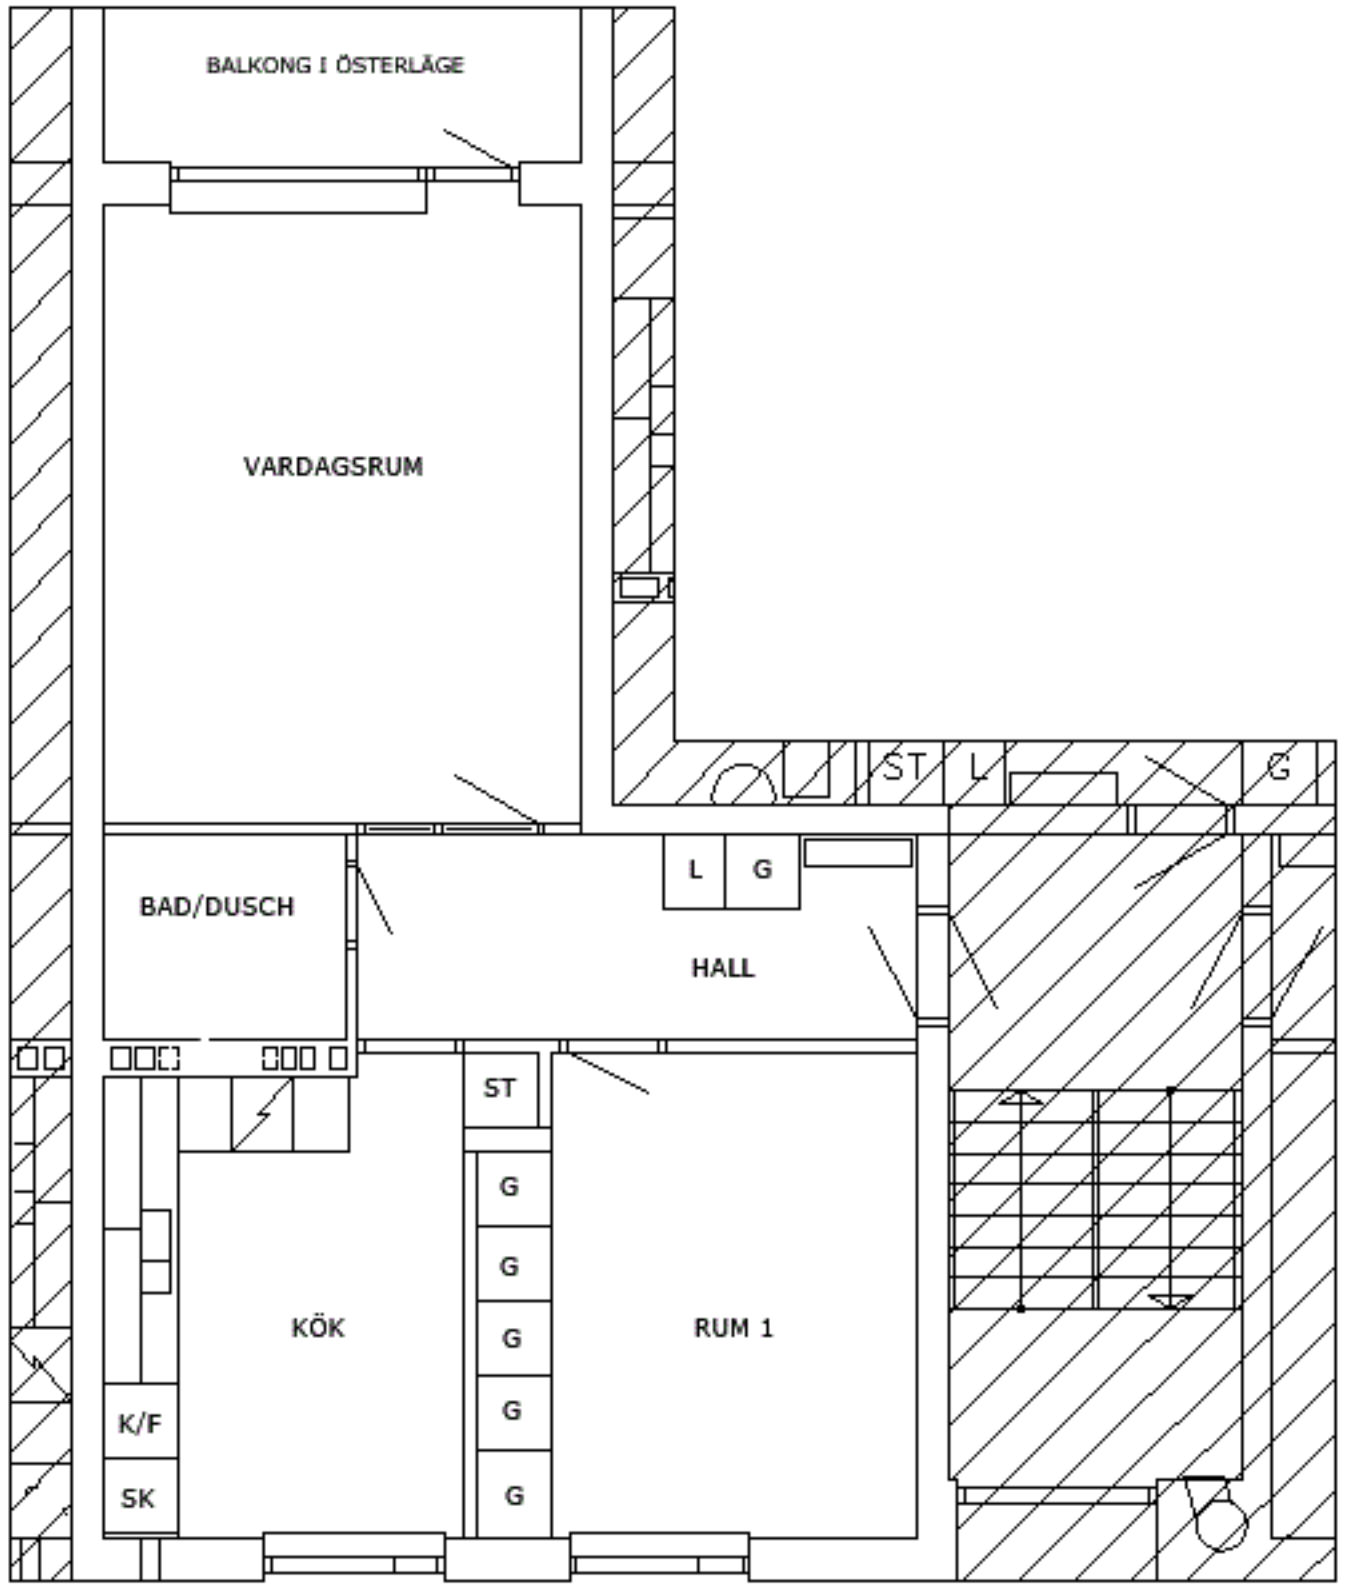 BALKONG I ÖSTERLÄGE
VARDAGSRUM
ST L G
BAD/DUSCH
L G
HALL
ST
G
G
KÖK
RUM 1
G
G
K/F
SK
G